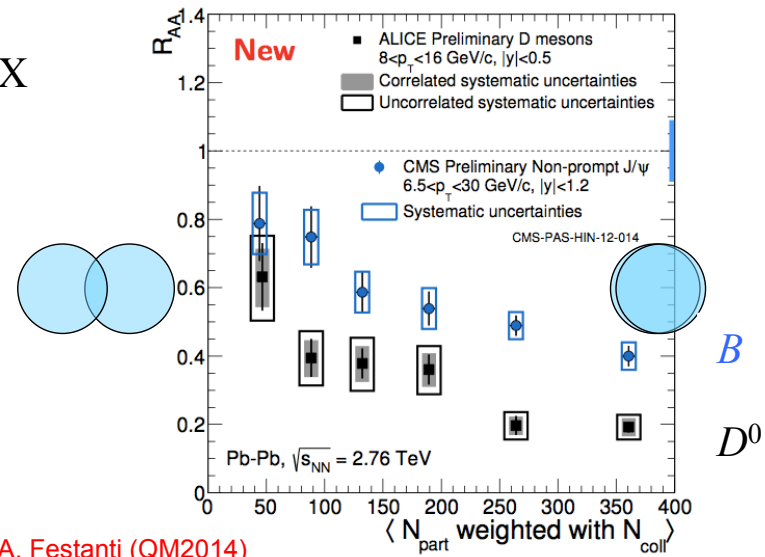 X
R_AA
New
ALICE Preliminary D mesons
8<p_T<16 GeV/c, |y|<0.5
Correlated systematic uncertainties
Uncorrelated systematic uncertainties
CMS Preliminary Non-prompt J/ψ
6.5<p_T<30 GeV/c, |y|<1.2
Systematic uncertainties
CMS-PAS-HIN-12-014
B
D⁰
Pb-Pb, √s_NN = 2.76 TeV
1.4
1.2
1
0.8
0.6
0.4
0.2
0
0 50 100 150 200 250 300 350 400
⟨ N_part weighted with N_coll⟩
A. Festanti (QM2014)